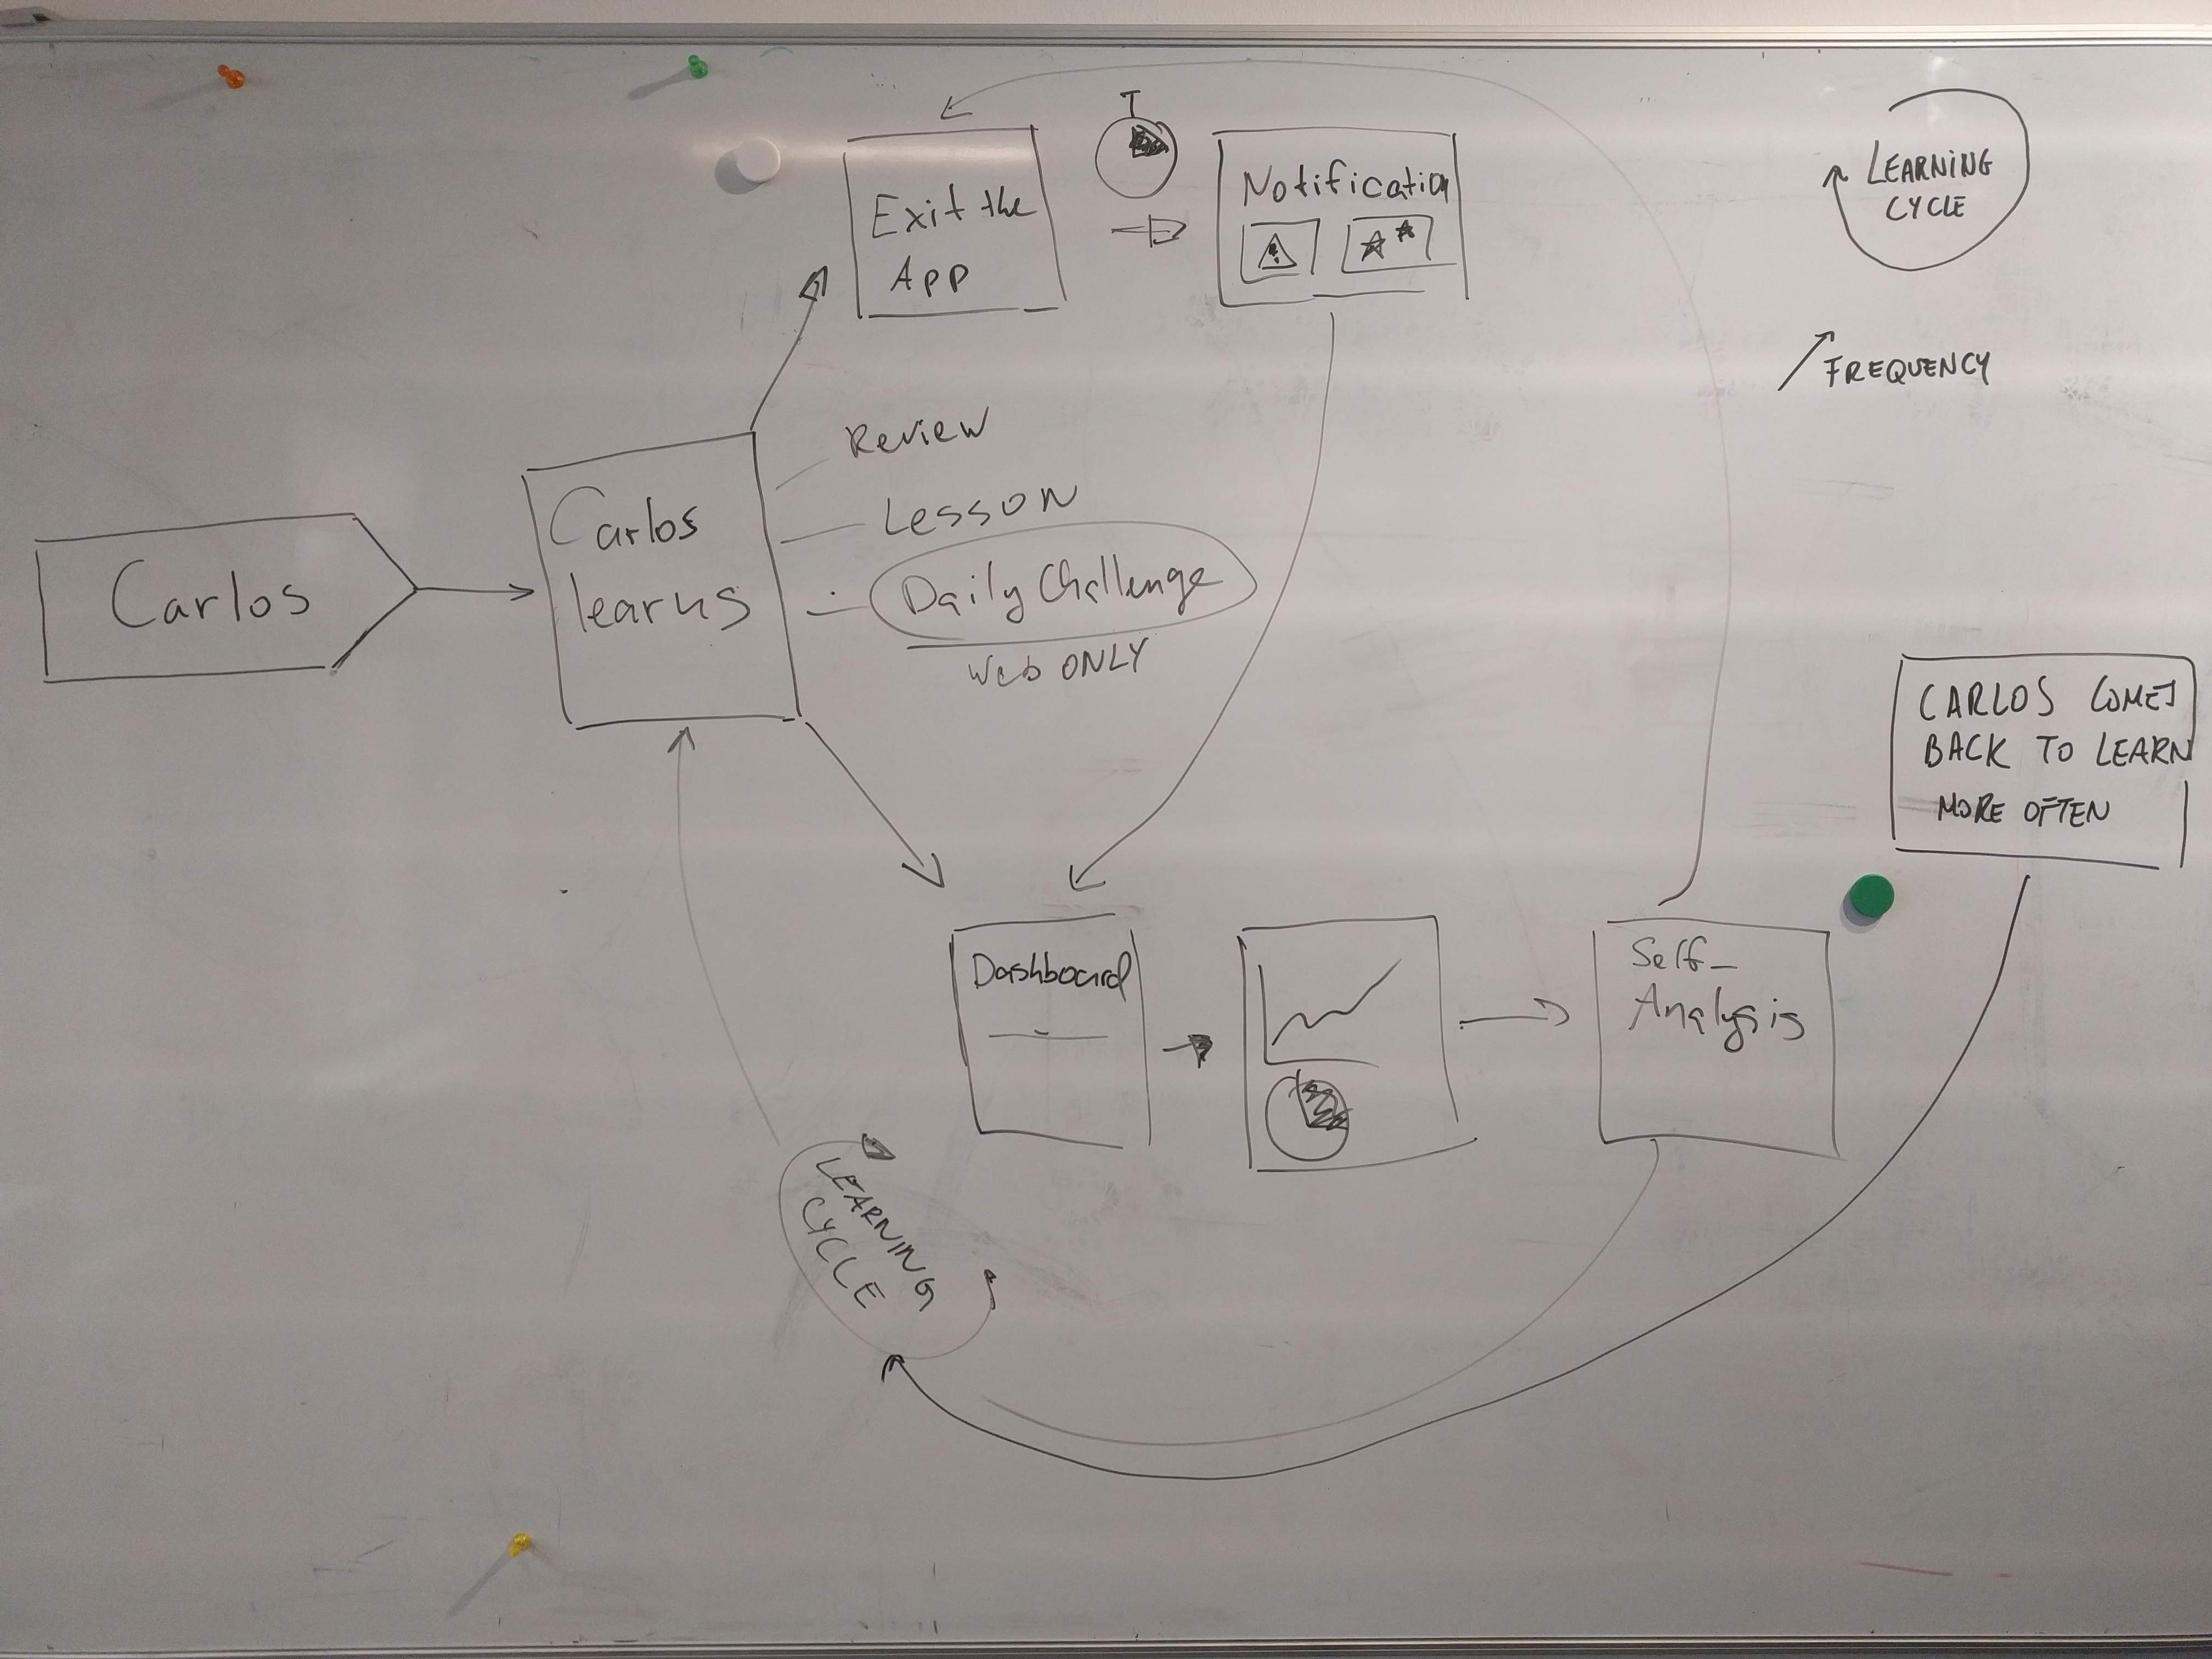 Exit the
App
T
Notification
LEARNING
CYCLE
FREQUENCY
Carlos
Carlos
learns
Review
Lesson
Daily Challenge
Web ONLY
CARLOS COMES
BACK TO LEARN
MORE OFTEN
Dashboard
Self-
Analysis
LEARNING
CYCLE